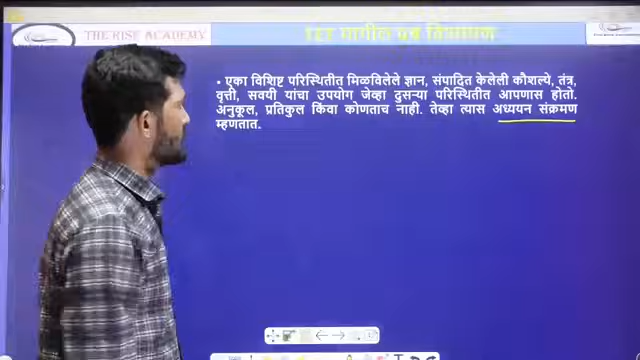 THE RISE ACADEMY
• एका विशिष्ट परिस्थितीत मिळविलेले ज्ञान, संपादित केलेली कौशल्ये, तंत्र,
वृत्ती, सवयी यांचा उपयोग जेव्हा दुसऱ्या परिस्थितीत आपणास होतो.
अनुकूल, प्रतिकुल किंवा कोणताच नाही. तेव्हा त्यास अध्ययन संक्रमण
म्हणतात.